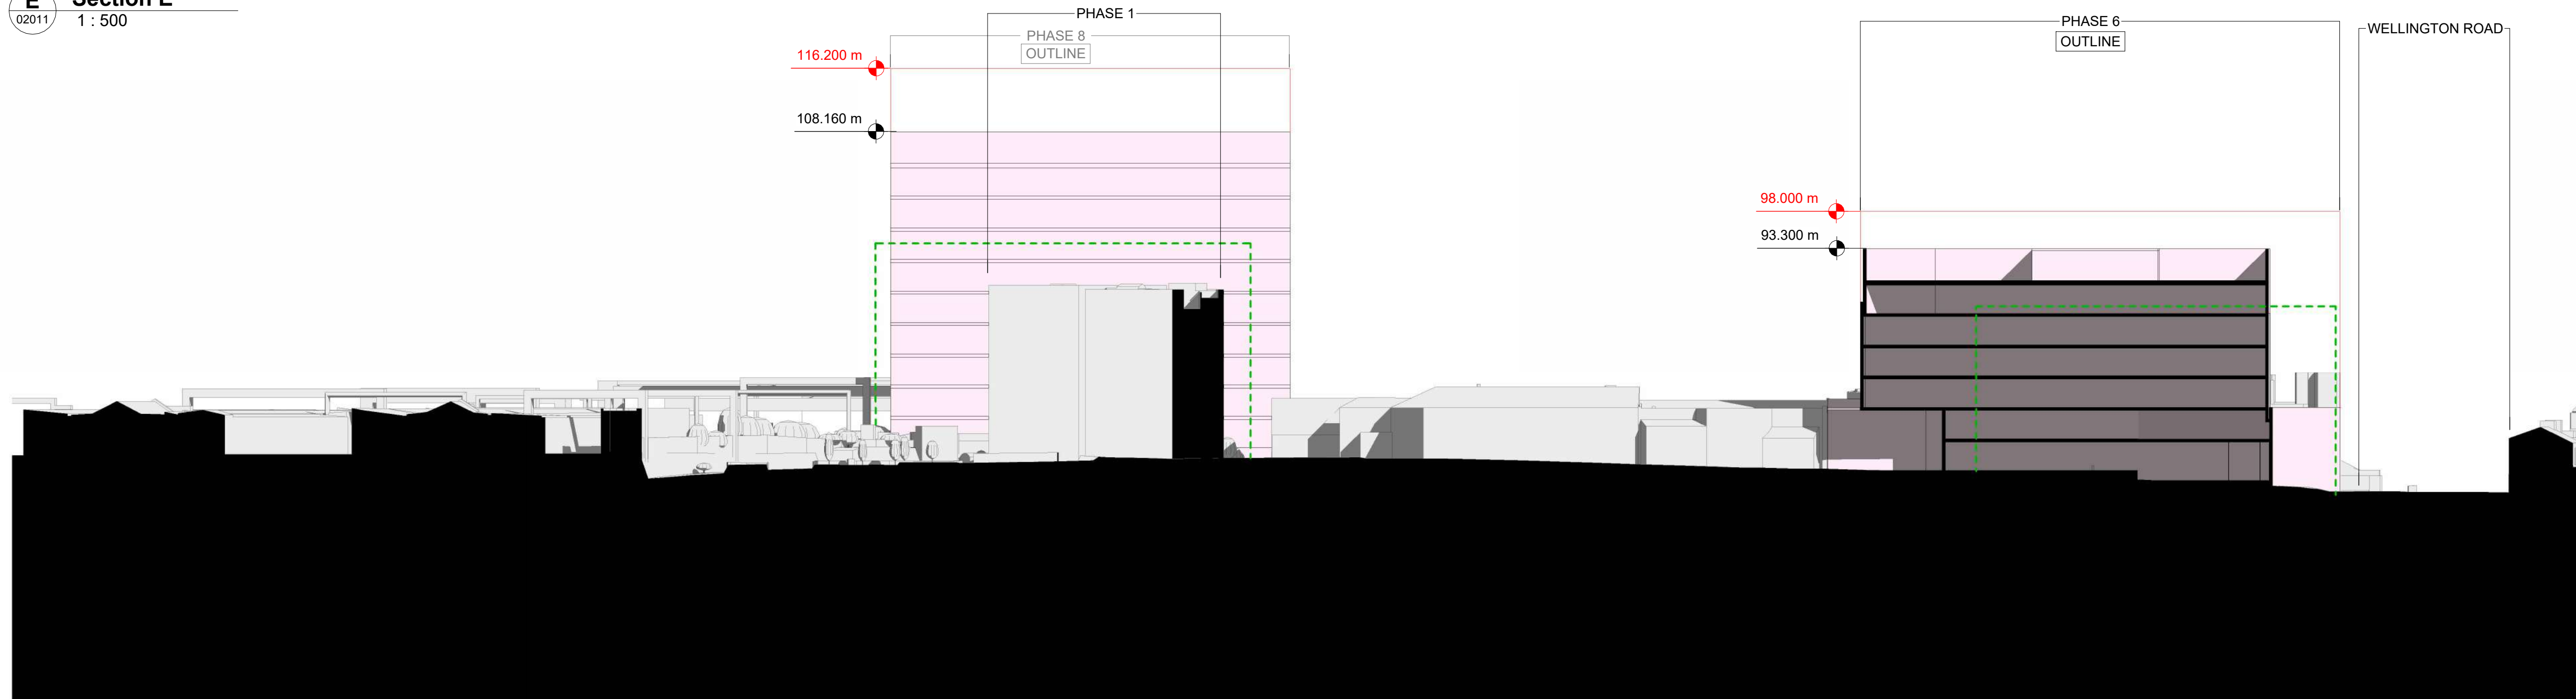 E
02011
Section E
1 : 500
PHASE 1
PHASE 8
OUTLINE
116.200 m
108.160 m
PHASE 6
OUTLINE
WELLINGTON ROAD
98.000 m
93.300 m